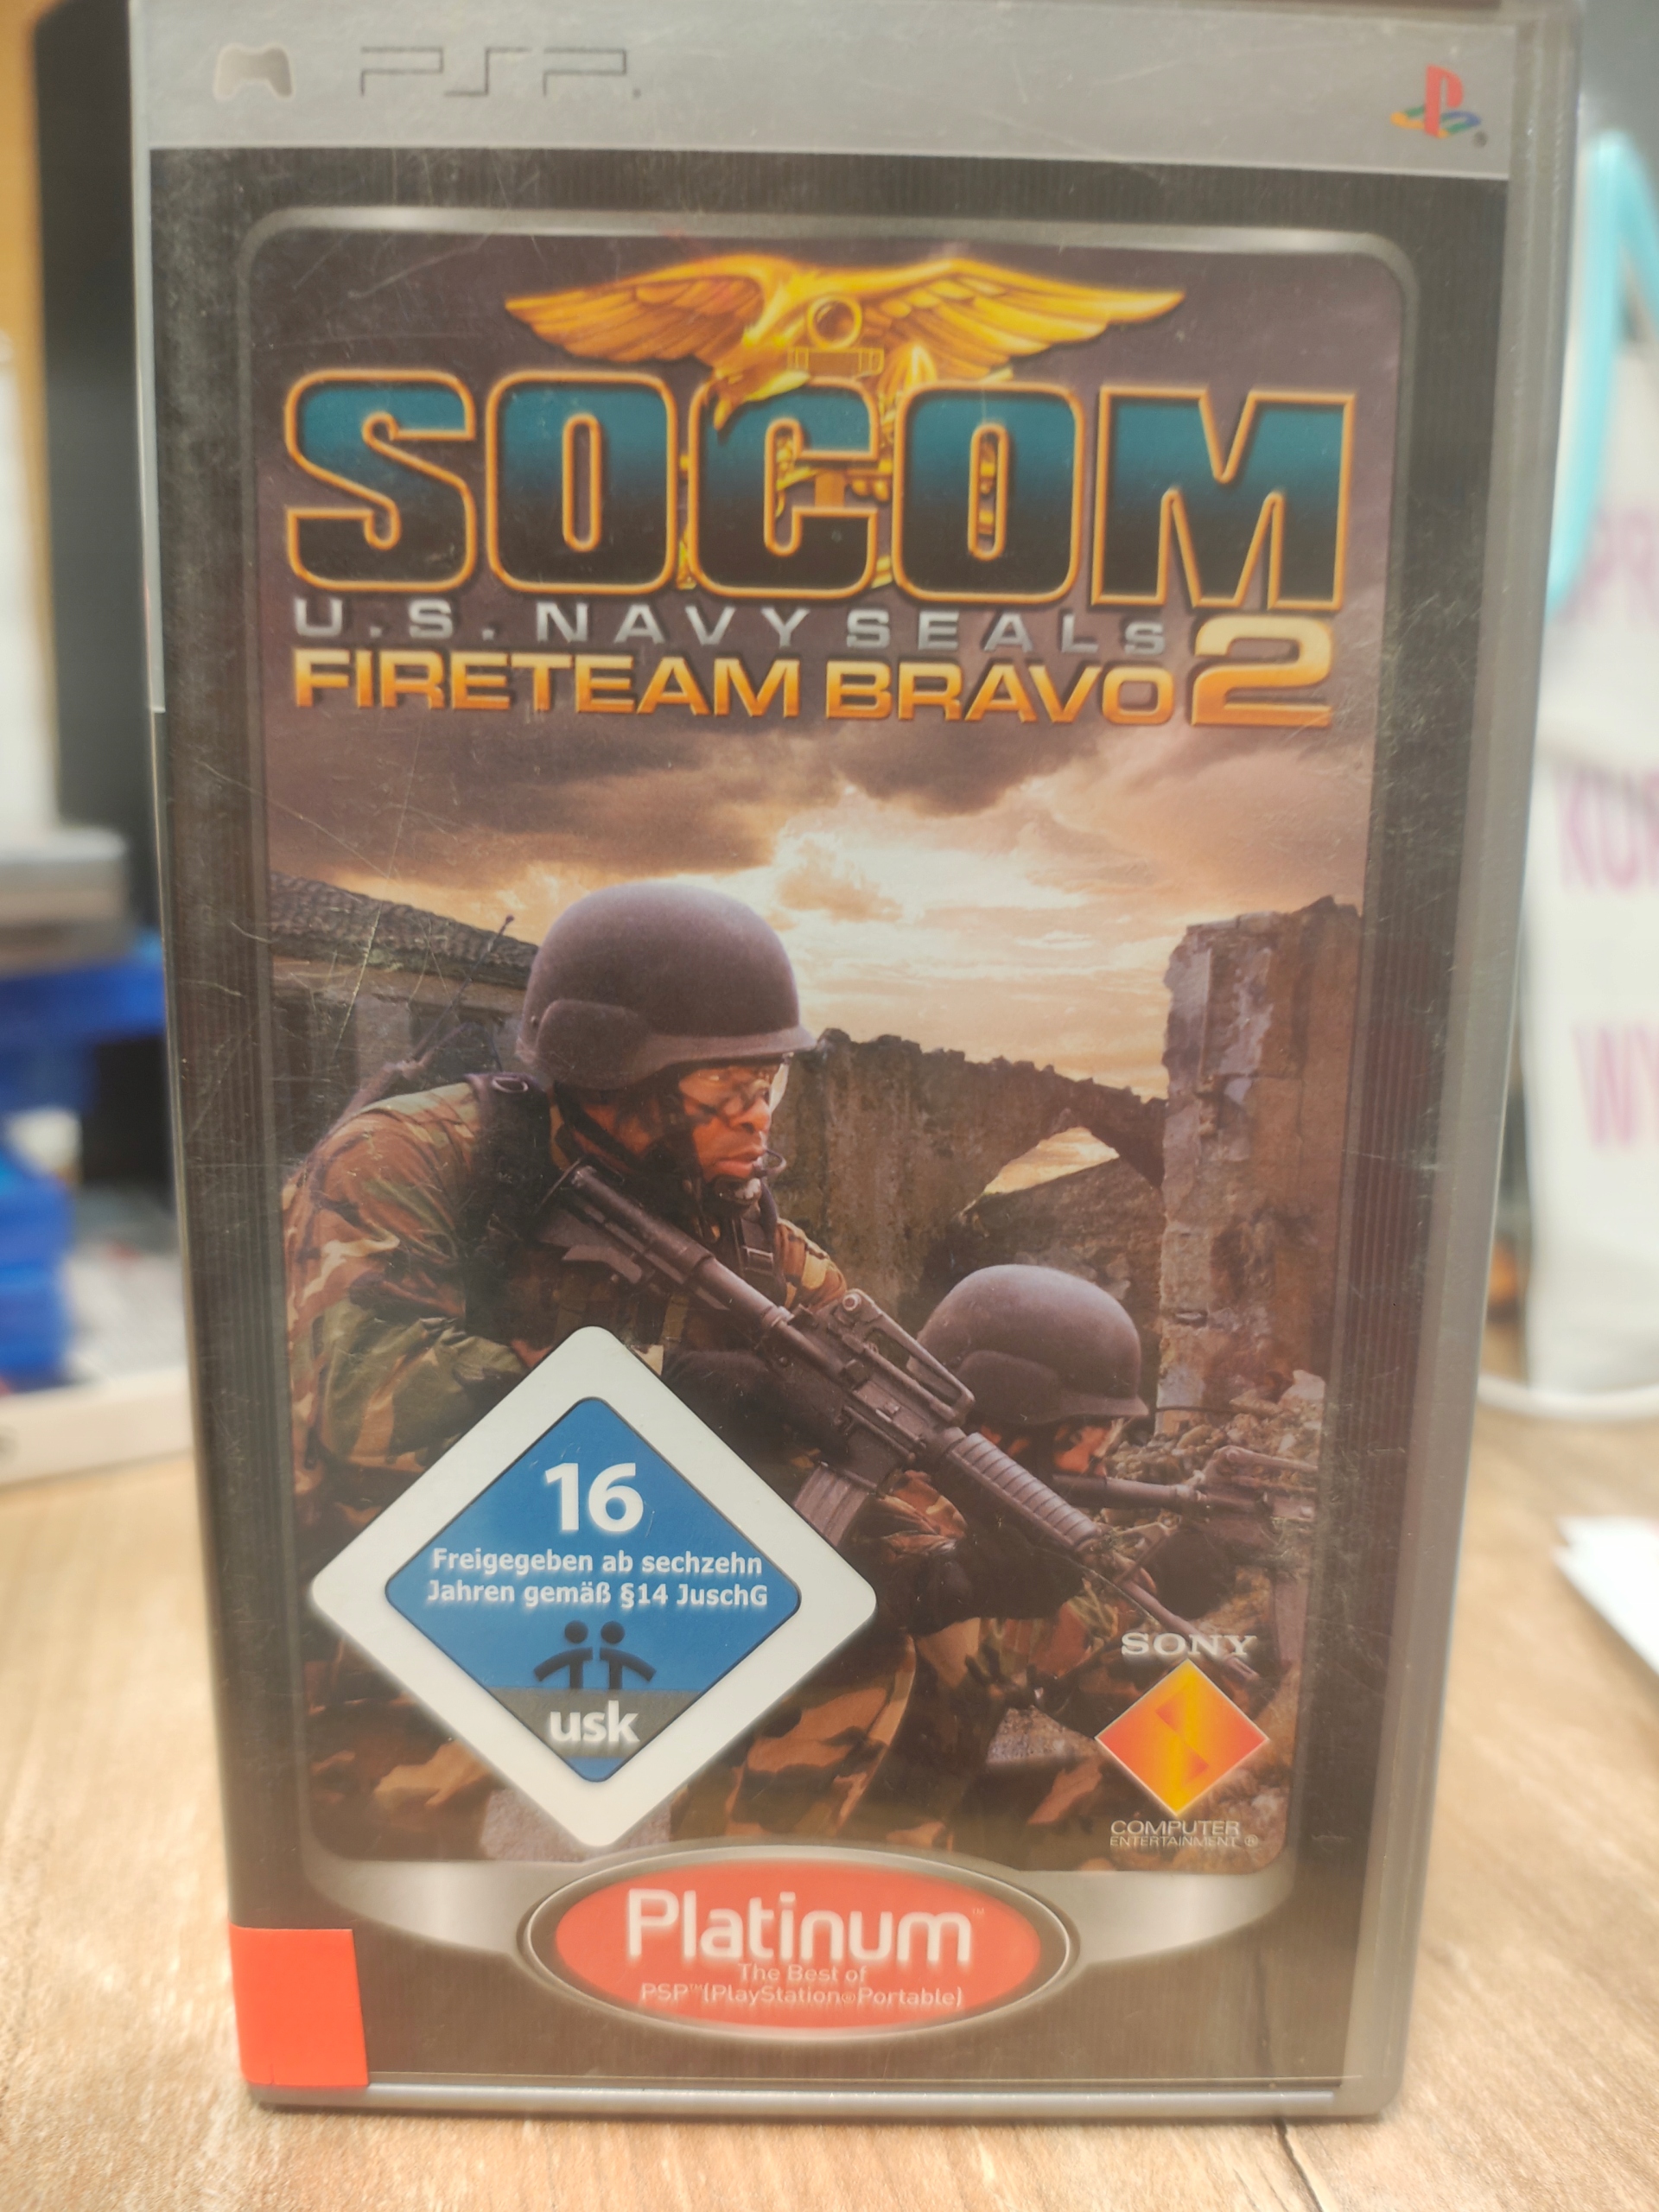 PSP
SOCOM
U.S. NAVY SEALs
FIRETEAM BRAVO 2
16
Freigegeben ab sechzehn
Jahren gemäß §14 JuschG
usk
SONY
COMPUTER
ENTERTAINMENT ®
Platinum™
The Best of
PSP™(PlayStation®Portable)